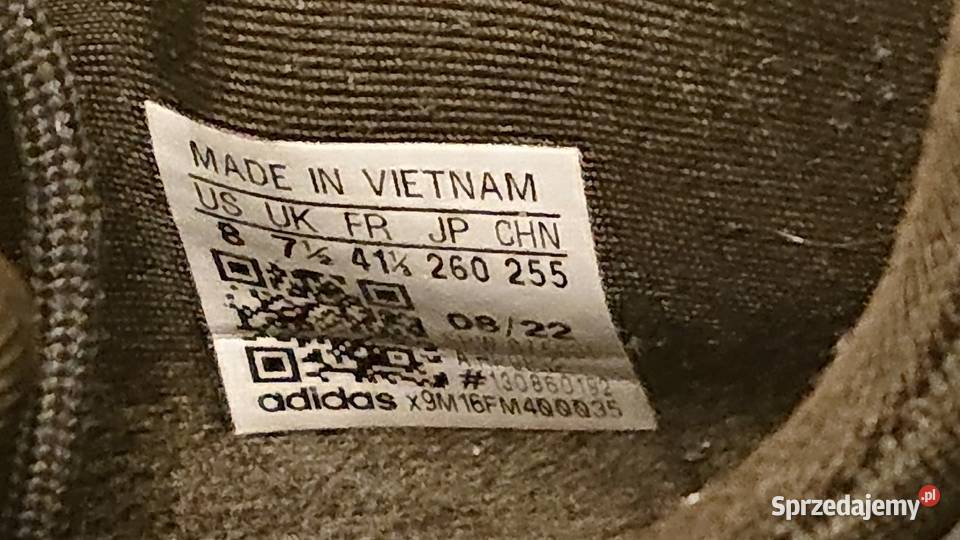 MADE IN VIETNAM
US UK FR JP CHN
8 7½ 41⅓ 260 255
08/22
#130860192
adidas x9M16FM400035
Sprzedajemy.pl